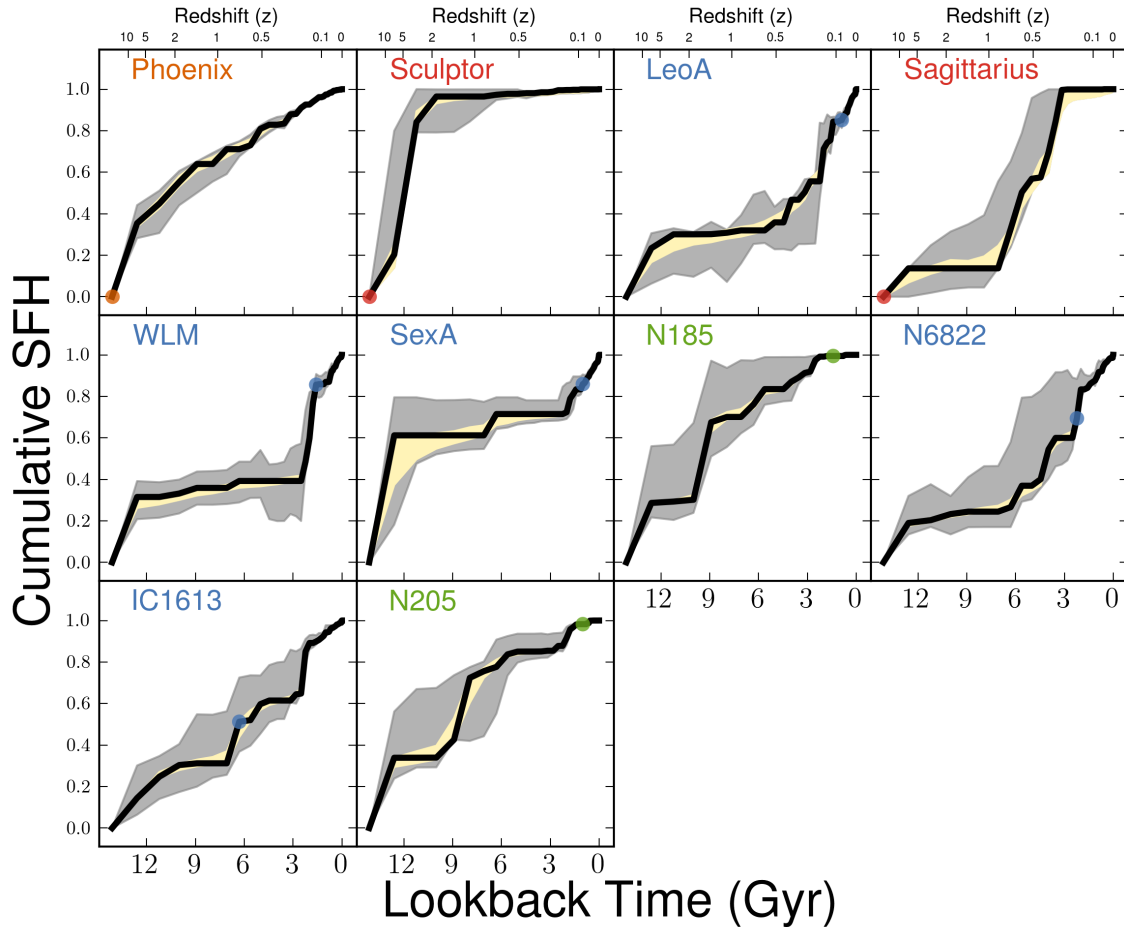 Redshift (z) Redshift (z) Redshift (z) Redshift (z)
10 5 2 1 0.5 0.1 0 10 5 2 1 0.5 0.1 0 10 5 2 1 0.5 0.1 0 10 5 2 1 0.5 0.1 0
Phoenix Sculptor LeoA Sagittarius
1.0
0.8
0.6
0.4
0.2
0.0
WLM SexA N185 N6822
1.0
0.8
0.6
0.4
0.2
0.0
12 9 6 3 0 12 9 6 3 0
IC1613 N205
1.0
0.8
0.6
0.4
0.2
0.0
12 9 6 3 0 12 9 6 3 0
Cumulative SFH
Lookback Time (Gyr)